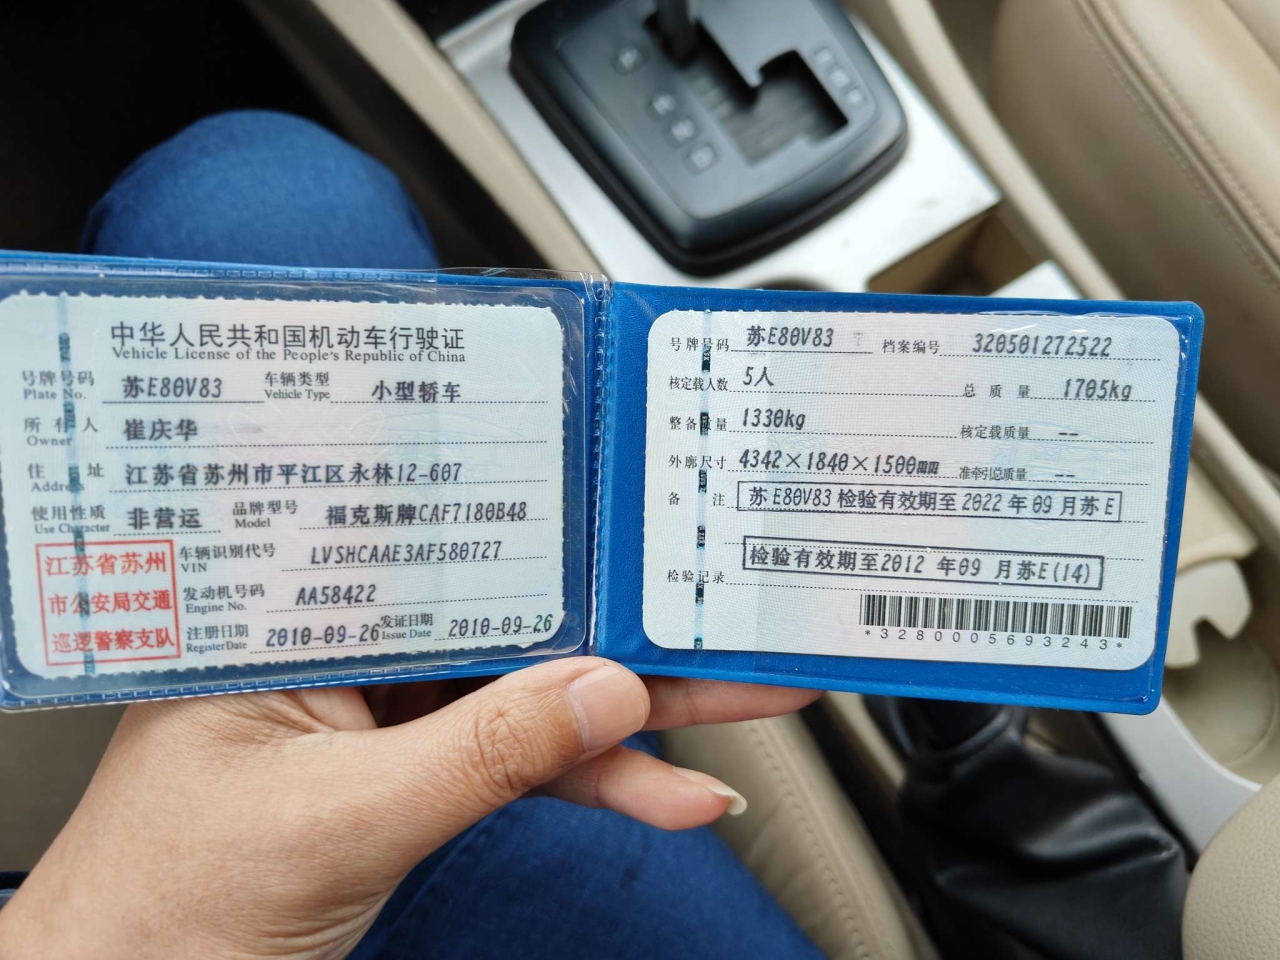 中华人民共和国机动车行驶证
Vehicle License of the People's Republic of China
号牌号码 苏E80V83 车辆类型 小型轿车
Plate No. Vehicle Type
所有人 崔庆华
Owner
住址 江苏省苏州市平江区永林12-607
Address
使用性质 非营运 品牌型号 福克斯牌CAF7180B48
Use Character Model
江苏省苏州
市公安局交通
巡逻警察支队
车辆识别代号 LVSHCAAE3AF580727
VIN
发动机号码 AA58422
Engine No.
注册日期 2010-09-26 发证日期 2010-09-26
RegisterDate Issue Date
号牌号码 苏E80V83 档案编号 320501272522
核定载人数 5人 总质量 1705kg
整备质量 1330kg 核定载质量 --
外廓尺寸 4342×1840×1500mm 准牵引总质量 --
备注 苏E80V83检验有效期至2022年09月苏E
检验有效期至2012年09月苏E(14)
检验记录
*3280005693243*